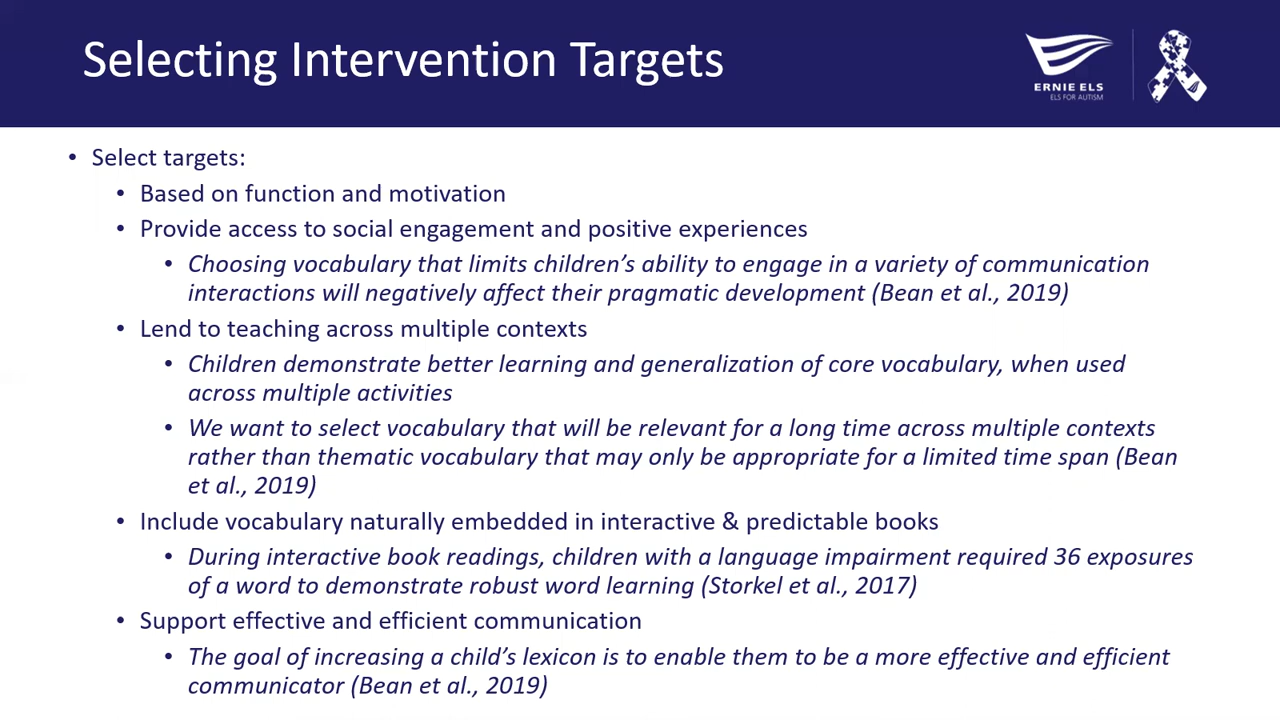 Selecting Intervention Targets
ERNIE ELS
ELS FOR AUTISM
• Select targets:
• Based on function and motivation
• Provide access to social engagement and positive experiences
• Choosing vocabulary that limits children's ability to engage in a variety of communication
interactions will negatively affect their pragmatic development (Bean et al., 2019)
• Lend to teaching across multiple contexts
• Children demonstrate better learning and generalization of core vocabulary, when used
across multiple activities
• We want to select vocabulary that will be relevant for a long time across multiple contexts
rather than thematic vocabulary that may only be appropriate for a limited time span (Bean
et al., 2019)
• Include vocabulary naturally embedded in interactive & predictable books
• During interactive book readings, children with a language impairment required 36 exposures
of a word to demonstrate robust word learning (Storkel et al., 2017)
• Support effective and efficient communication
• The goal of increasing a child's lexicon is to enable them to be a more effective and efficient
communicator (Bean et al., 2019)